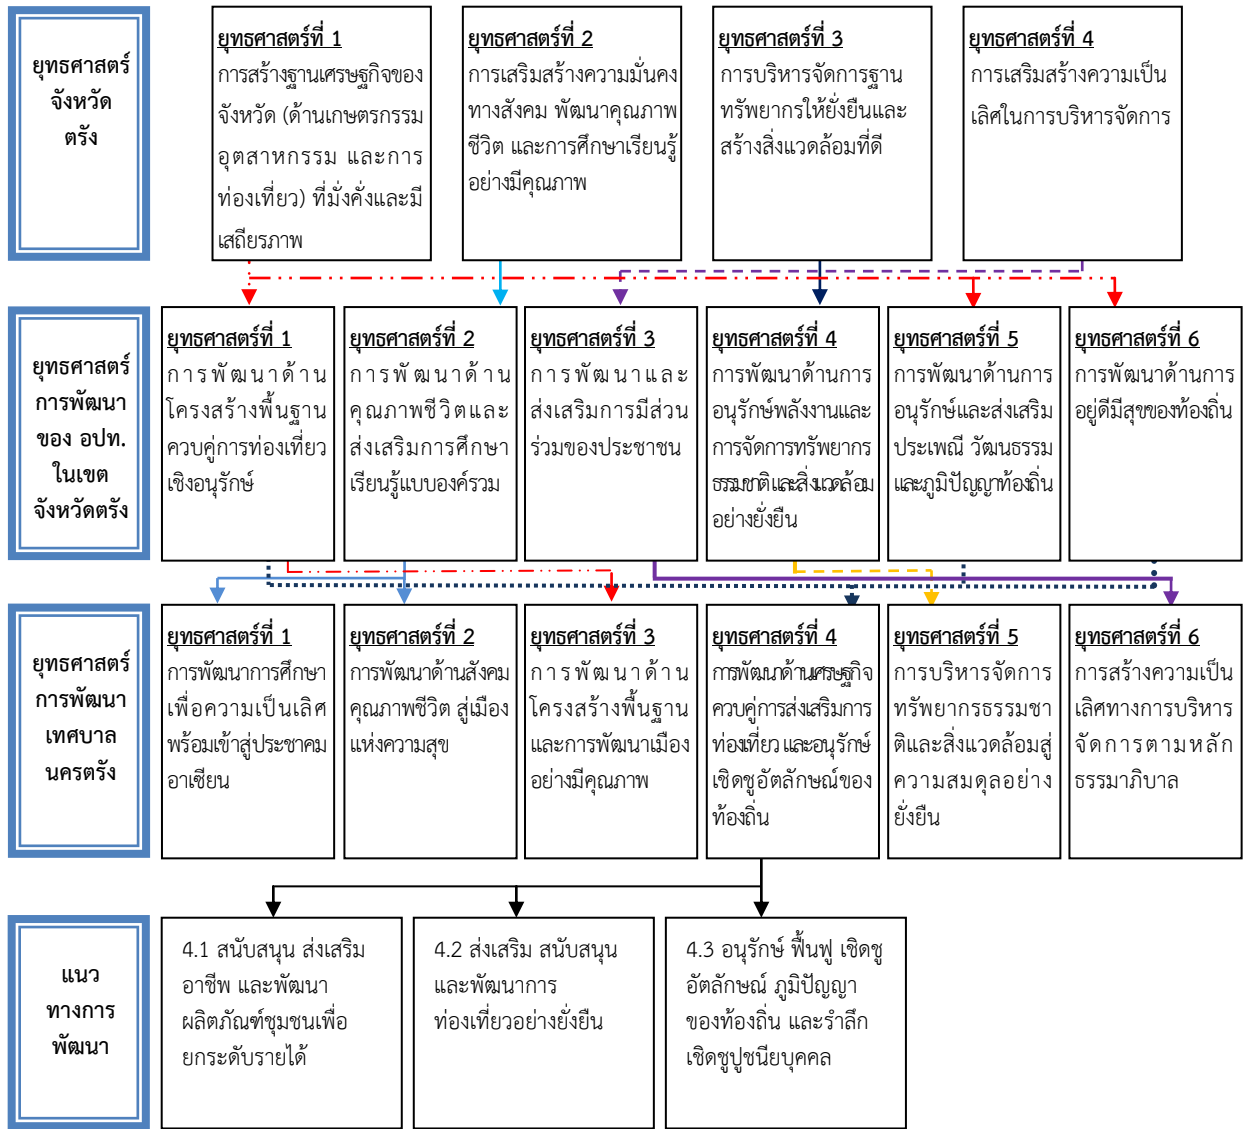 ยุทธศาสตร์
จังหวัด
ตรัง
ยุทธศาสตร์ที่ 1
การสร้างฐานเศรษฐกิจของ
จังหวัด (ด้านเกษตรกรรม
อุตสาหกรรม และการ
ท่องเที่ยว) ที่มั่งคั่งและมี
เสถียรภาพ
ยุทธศาสตร์ที่ 2
การเสริมสร้างความมั่นคง
ทางสังคม พัฒนาคุณภาพ
ชีวิต และการศึกษาเรียนรู้
อย่างมีคุณภาพ
ยุทธศาสตร์ที่ 3
การบริหารจัดการฐาน
ทรัพยากรให้ยั่งยืนและ
สร้างสิ่งแวดล้อมที่ดี
ยุทธศาสตร์ที่ 4
การเสริมสร้างความเป็น
เลิศในการบริหารจัดการ
ยุทธศาสตร์
การพัฒนา
ของ อปท.
ในเขต
จังหวัดตรัง
ยุทธศาสตร์ที่ 1
การพัฒนาด้าน
โครงสร้างพื้นฐาน
ควบคู่การท่องเที่ยว
เชิงอนุรักษ์
ยุทธศาสตร์ที่ 2
การพัฒนาด้าน
คุณภาพชีวิตและ
ส่งเสริมการศึกษา
เรียนรู้แบบองค์รวม
ยุทธศาสตร์ที่ 3
การพัฒนาและ
ส่งเสริมการมีส่วน
ร่วมของประชาชน
ยุทธศาสตร์ที่ 4
การพัฒนาด้านการ
อนุรักษ์พลังงานและ
การจัดการทรัพยากร
ธรรมชาติและสิ่งแวดล้อม
อย่างยั่งยืน
ยุทธศาสตร์ที่ 5
การพัฒนาด้านการ
อนุรักษ์และส่งเสริม
ประเพณี วัฒนธรรม
และภูมิปัญญาท้องถิ่น
ยุทธศาสตร์ที่ 6
การพัฒนาด้านการ
อยู่ดีมีสุขของท้องถิ่น
ยุทธศาสตร์
การพัฒนา
เทศบาล
นครตรัง
ยุทธศาสตร์ที่ 1
การพัฒนาการศึกษา
เพื่อความเป็นเลิศ
พร้อมเข้าสู่ประชาคม
อาเซียน
ยุทธศาสตร์ที่ 2
การพัฒนาด้านสังคม
คุณภาพชีวิต สู่เมือง
แห่งความสุข
ยุทธศาสตร์ที่ 3
การพัฒนาด้าน
โครงสร้างพื้นฐาน
และการพัฒนาเมือง
อย่างมีคุณภาพ
ยุทธศาสตร์ที่ 4
การพัฒนาด้านเศรษฐกิจ
ควบคู่การส่งเสริมการ
ท่องเที่ยว และอนุรักษ์
เชิดชูอัตลักษณ์ของ
ท้องถิ่น
ยุทธศาสตร์ที่ 5
การบริหารจัดการ
ทรัพยากรธรรมชา
ติและสิ่งแวดล้อมสู่
ความสมดุลอย่าง
ยั่งยืน
ยุทธศาสตร์ที่ 6
การสร้างความเป็น
เลิศทางการบริหาร
จัดการตามหลัก
ธรรมาภิบาล
แนว
ทางการ
พัฒนา
4.1 สนับสนุน ส่งเสริม
อาชีพ และพัฒนา
ผลิตภัณฑ์ชุมชนเพื่อ
ยกระดับรายได้
4.2 ส่งเสริม สนับสนุน
และพัฒนาการ
ท่องเที่ยวอย่างยั่งยืน
4.3 อนุรักษ์ ฟื้นฟู เชิดชู
อัตลักษณ์ ภูมิปัญญา
ของท้องถิ่น และรำลึก
เชิดชูปูชนียบุคคล